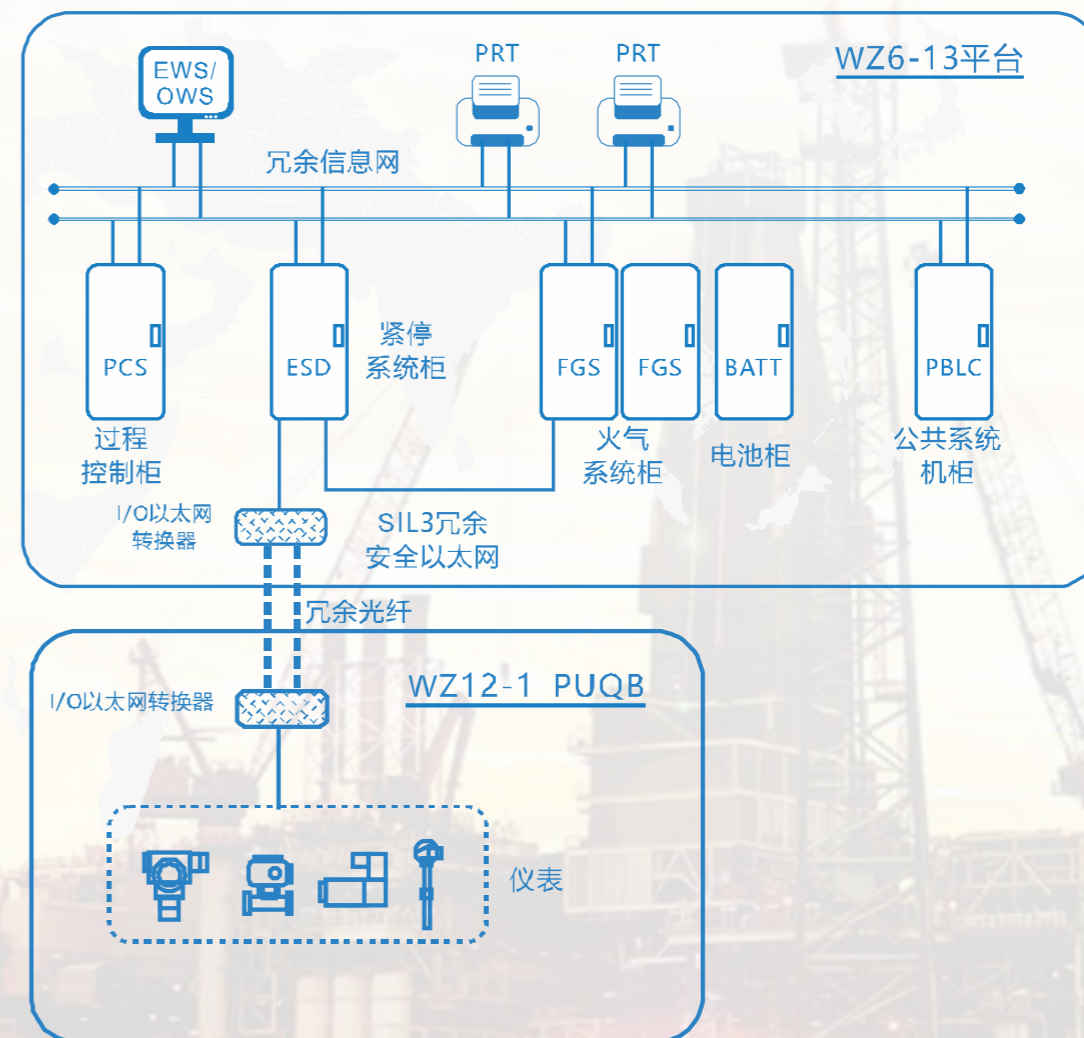 WZ6-13平台
EWS/
OWS
PRT
PRT
冗余信息网
PCS
ESD
紧停
系统柜
FGS
FGS
BATT
PBLC
过程
控制柜
火气
系统柜
电池柜
公共系统
机柜
I/O以太网
转换器
SIL3冗余
安全以太网
冗余光纤
WZ12-1 PUQB
I/O以太网转换器
仪表